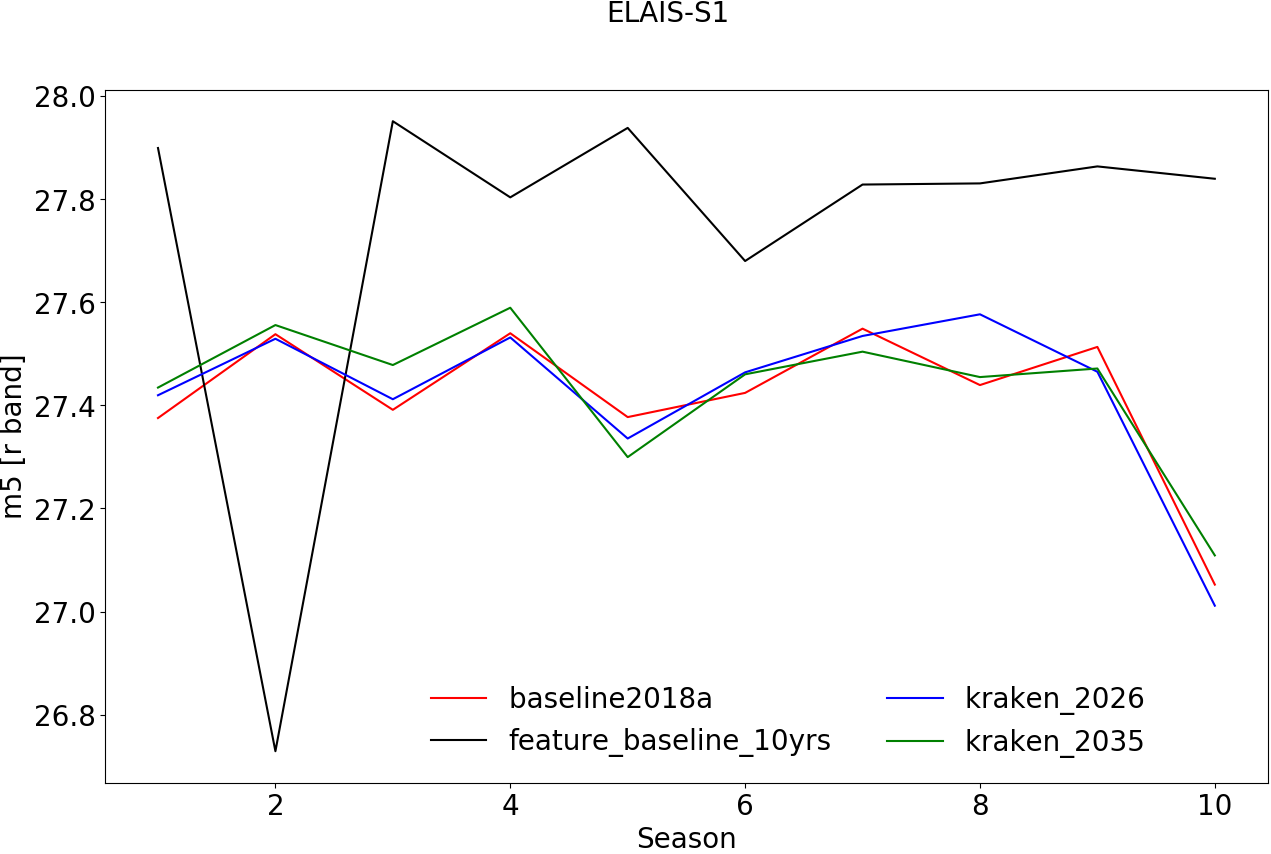 ELAIS-S1
m5 [r band]
28.0
27.8
27.6
27.4
27.2
27.0
26.8
baseline2018a
feature_baseline_10yrs
kraken_2026
kraken_2035
2 4 6 8 10
Season